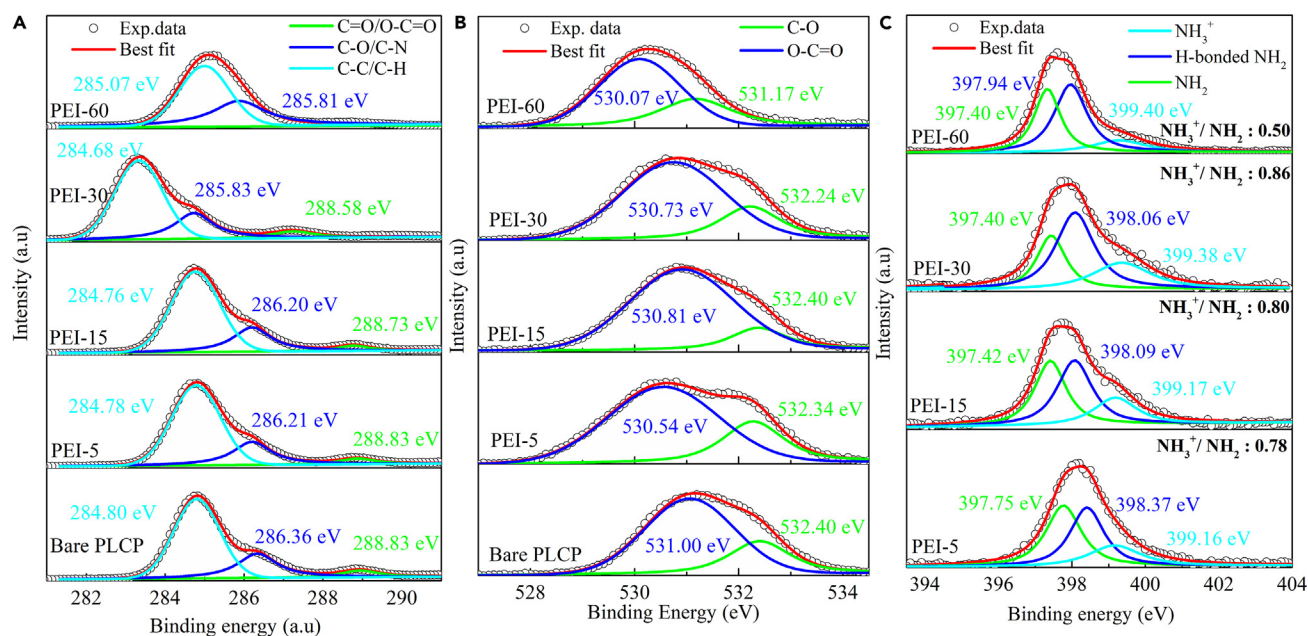 A
Exp.data
Best fit
C=O/O-C=O
C-O/C-N
C-C/C-H
285.07 eV
285.81 eV
PEI-60
284.68 eV
PEI-30
285.83 eV
288.58 eV
284.76 eV
286.20 eV
288.73 eV
PEI-15
284.78 eV
286.21 eV
288.83 eV
PEI-5
284.80 eV
286.36 eV
288.83 eV
Bare PLCP
Intensity (a.u)
282 284 286 288 290
Binding energy (a.u)
B
Exp.data
Best fit
C-O
O-C=O
PEI-60
530.07 eV
531.17 eV
PEI-30
530.73 eV
532.24 eV
PEI-15
530.81 eV
532.40 eV
PEI-5
530.54 eV
532.34 eV
Bare PLCP
531.00 eV
532.40 eV
Intensity (a.u)
528 530 532 534
Binding Energy (eV)
C
Exp.data
Best fit
NH₃⁺
H-bonded NH₂
NH₂
397.94 eV
397.40 eV
399.40 eV
PEI-60
NH₃⁺/ NH₂ : 0.50
NH₃⁺/ NH₂ : 0.86
397.40 eV
398.06 eV
399.38 eV
PEI-30
NH₃⁺/ NH₂ : 0.80
397.42 eV
398.09 eV
399.17 eV
PEI-15
NH₃⁺/ NH₂ : 0.78
397.75 eV
398.37 eV
399.16 eV
PEI-5
Intensity (a.u)
394 396 398 400 402 404
Binding energy (eV)